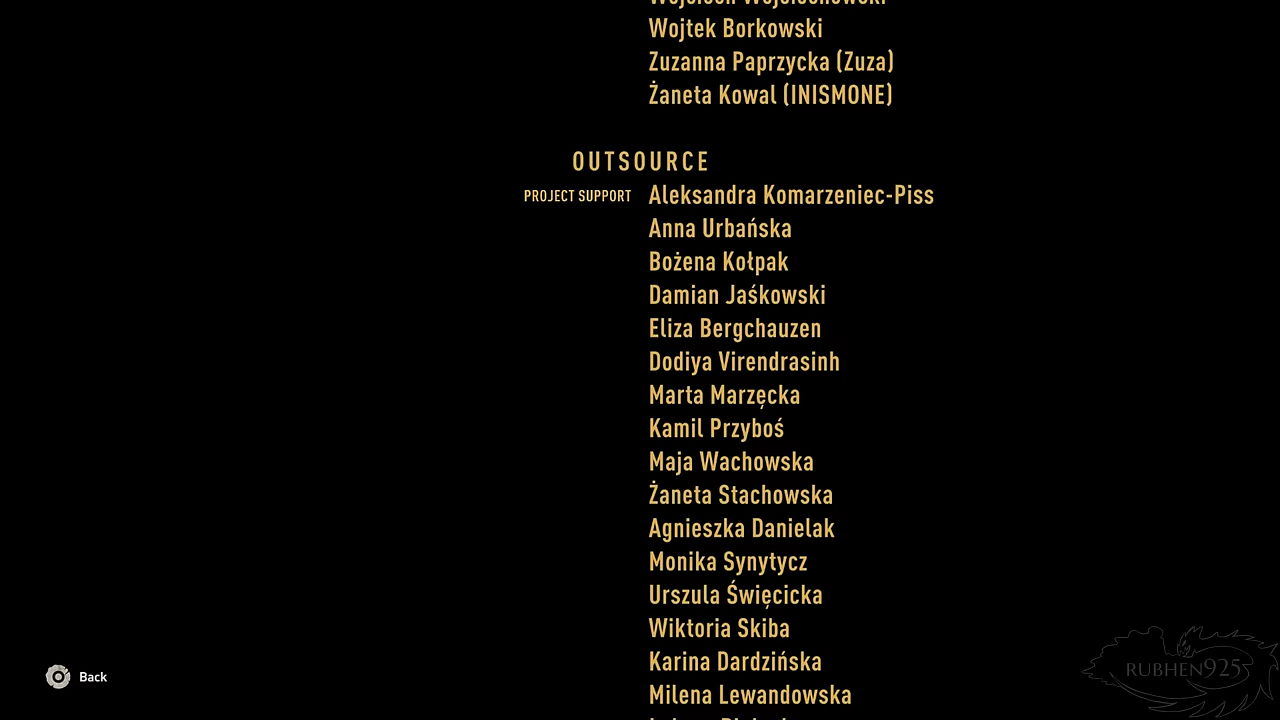 Wojtek Borkowski
Zuzanna Paprzycka (Zuza)
Żaneta Kowal (INISMONE)
OUTSOURCE
PROJECT SUPPORT Aleksandra Komarzeniec-Piss
Anna Urbańska
Bożena Kołpak
Damian Jaśkowski
Eliza Bergchauzen
Dodiya Virendrasinh
Marta Marzęcka
Kamil Przyboś
Maja Wachowska
Żaneta Stachowska
Agnieszka Danielak
Monika Synytycz
Urszula Święcicka
Wiktoria Skiba
Karina Dardzińska
Milena Lewandowska
Back
RUBHEN925